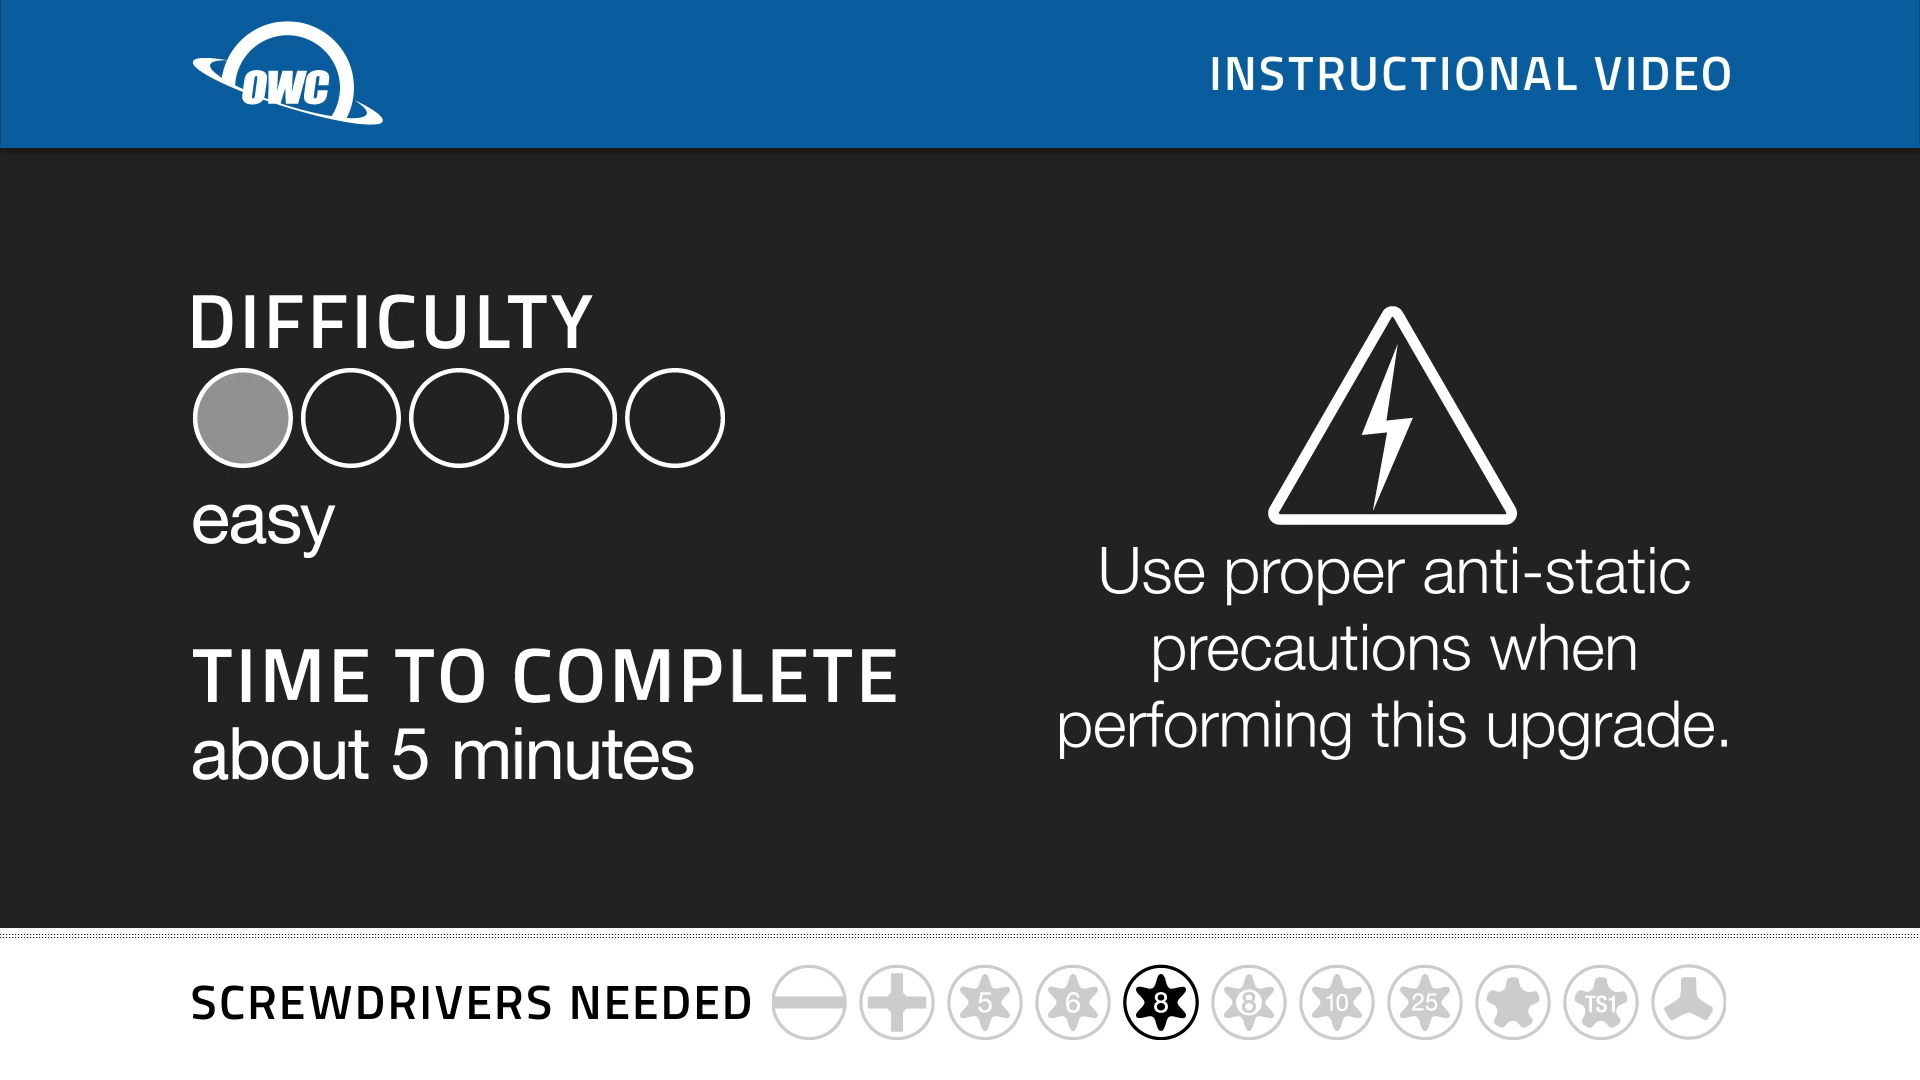 OWC
INSTRUCTIONAL VIDEO
DIFFICULTY
easy
TIME TO COMPLETE
about 5 minutes
Use proper anti-static
precautions when
performing this upgrade.
SCREWDRIVERS NEEDED 5 6 8 8 10 25 TS1